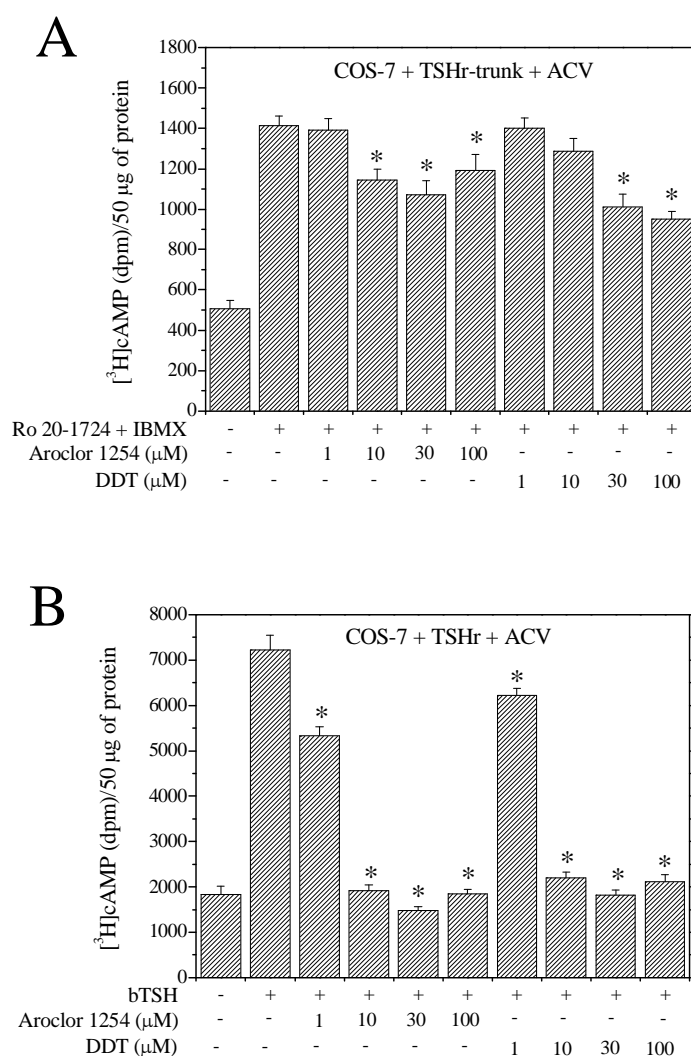 A
COS-7 + TSHr-trunk + ACV
[³H]cAMP (dpm)/50 μg of protein
1800
1600
1400
1200
1000
800
600
400
200
0
* * * * *
Ro 20-1724 + IBMX - + + + + + + + + +
Aroclor 1254 (μM) - - 1 10 30 100 - - - -
DDT (μM) - - - - - - 1 10 30 100
B
COS-7 + TSHr + ACV
[³H]cAMP (dpm)/50 μg of protein
8000
7000
6000
5000
4000
3000
2000
1000
0
* * * * * * * *
bTSH - + + + + + + + + +
Aroclor 1254 (μM) - - 1 10 30 100 - - - -
DDT (μM) - - - - - - 1 10 30 100